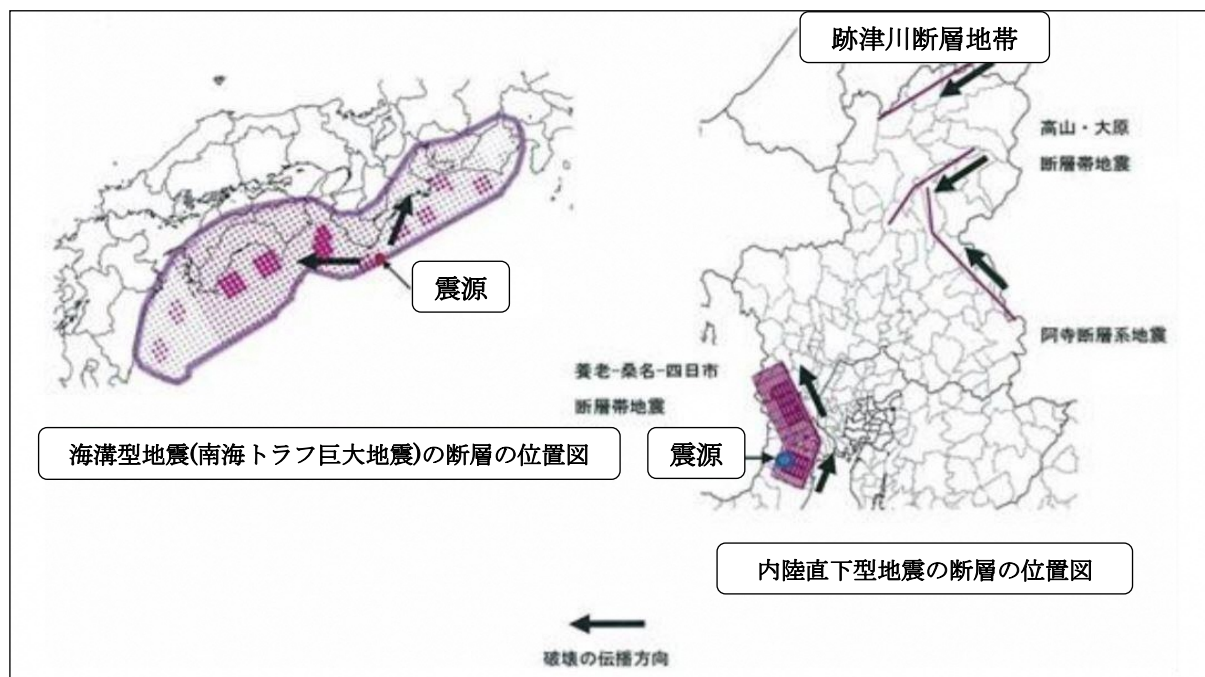 跡津川断層地帯
高山・大原
断層帯地震
震源
阿寺断層系地震
養老-桑名-四日市
断層帯地震
海溝型地震(南海トラフ巨大地震)の断層の位置図
震源
内陸直下型地震の断層の位置図
破壊の伝播方向